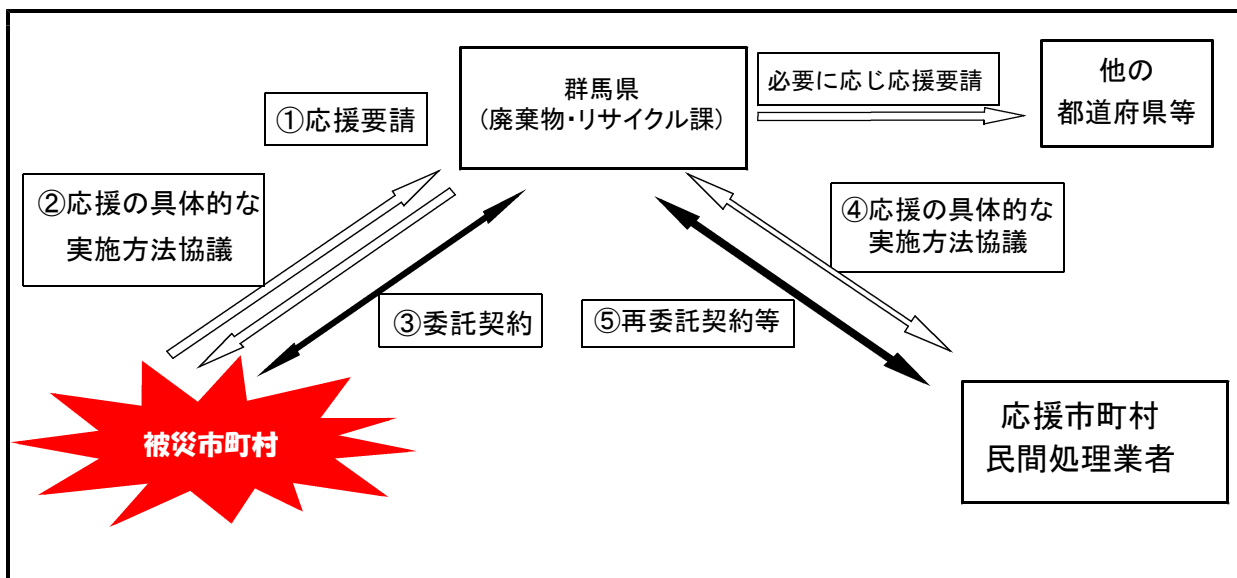 群馬県
(廃棄物・リサイクル課)
必要に応じ応援要請
他の
都道府県等
①応援要請
②応援の具体的な
実施方法協議
④応援の具体的な
実施方法協議
③委託契約
⑤再委託契約等
被災市町村
応援市町村
民間処理業者